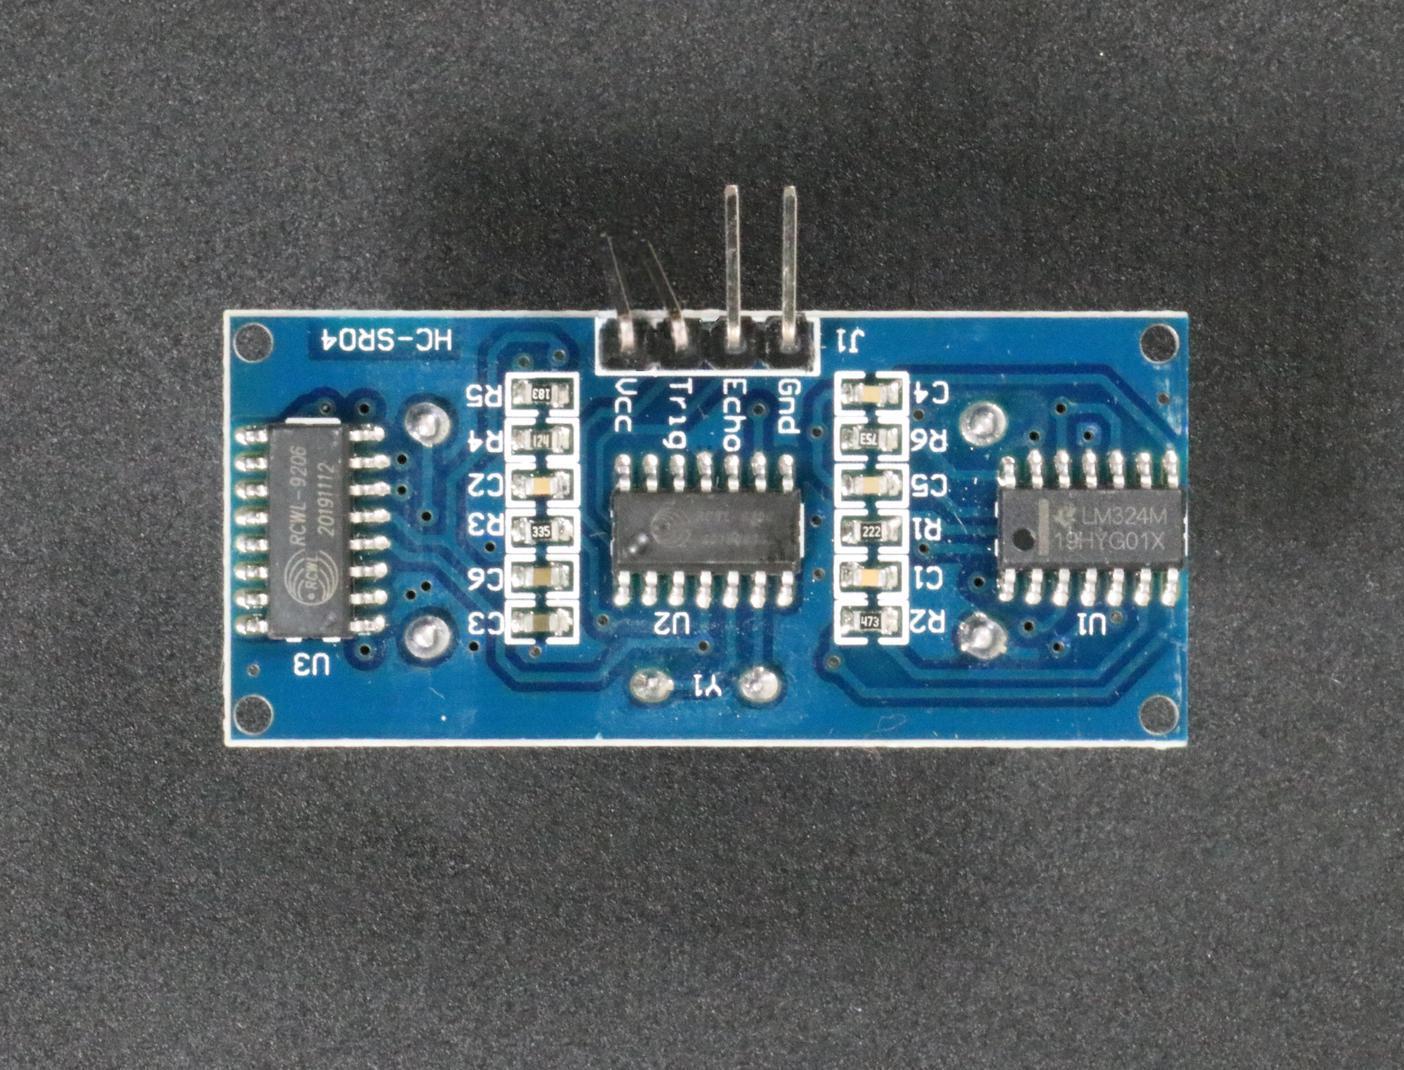 HC-SR04
J1
Vcc
Trig
Echo
Gnd
R5
183
R4
124
C2
R3
335
C6
C3
C4
R6
753
C5
R1
222
C1
R2
473
RCWL-9206
20191112
RCWL
U3
U2
Y1
LM324M
19HYG01X
U1